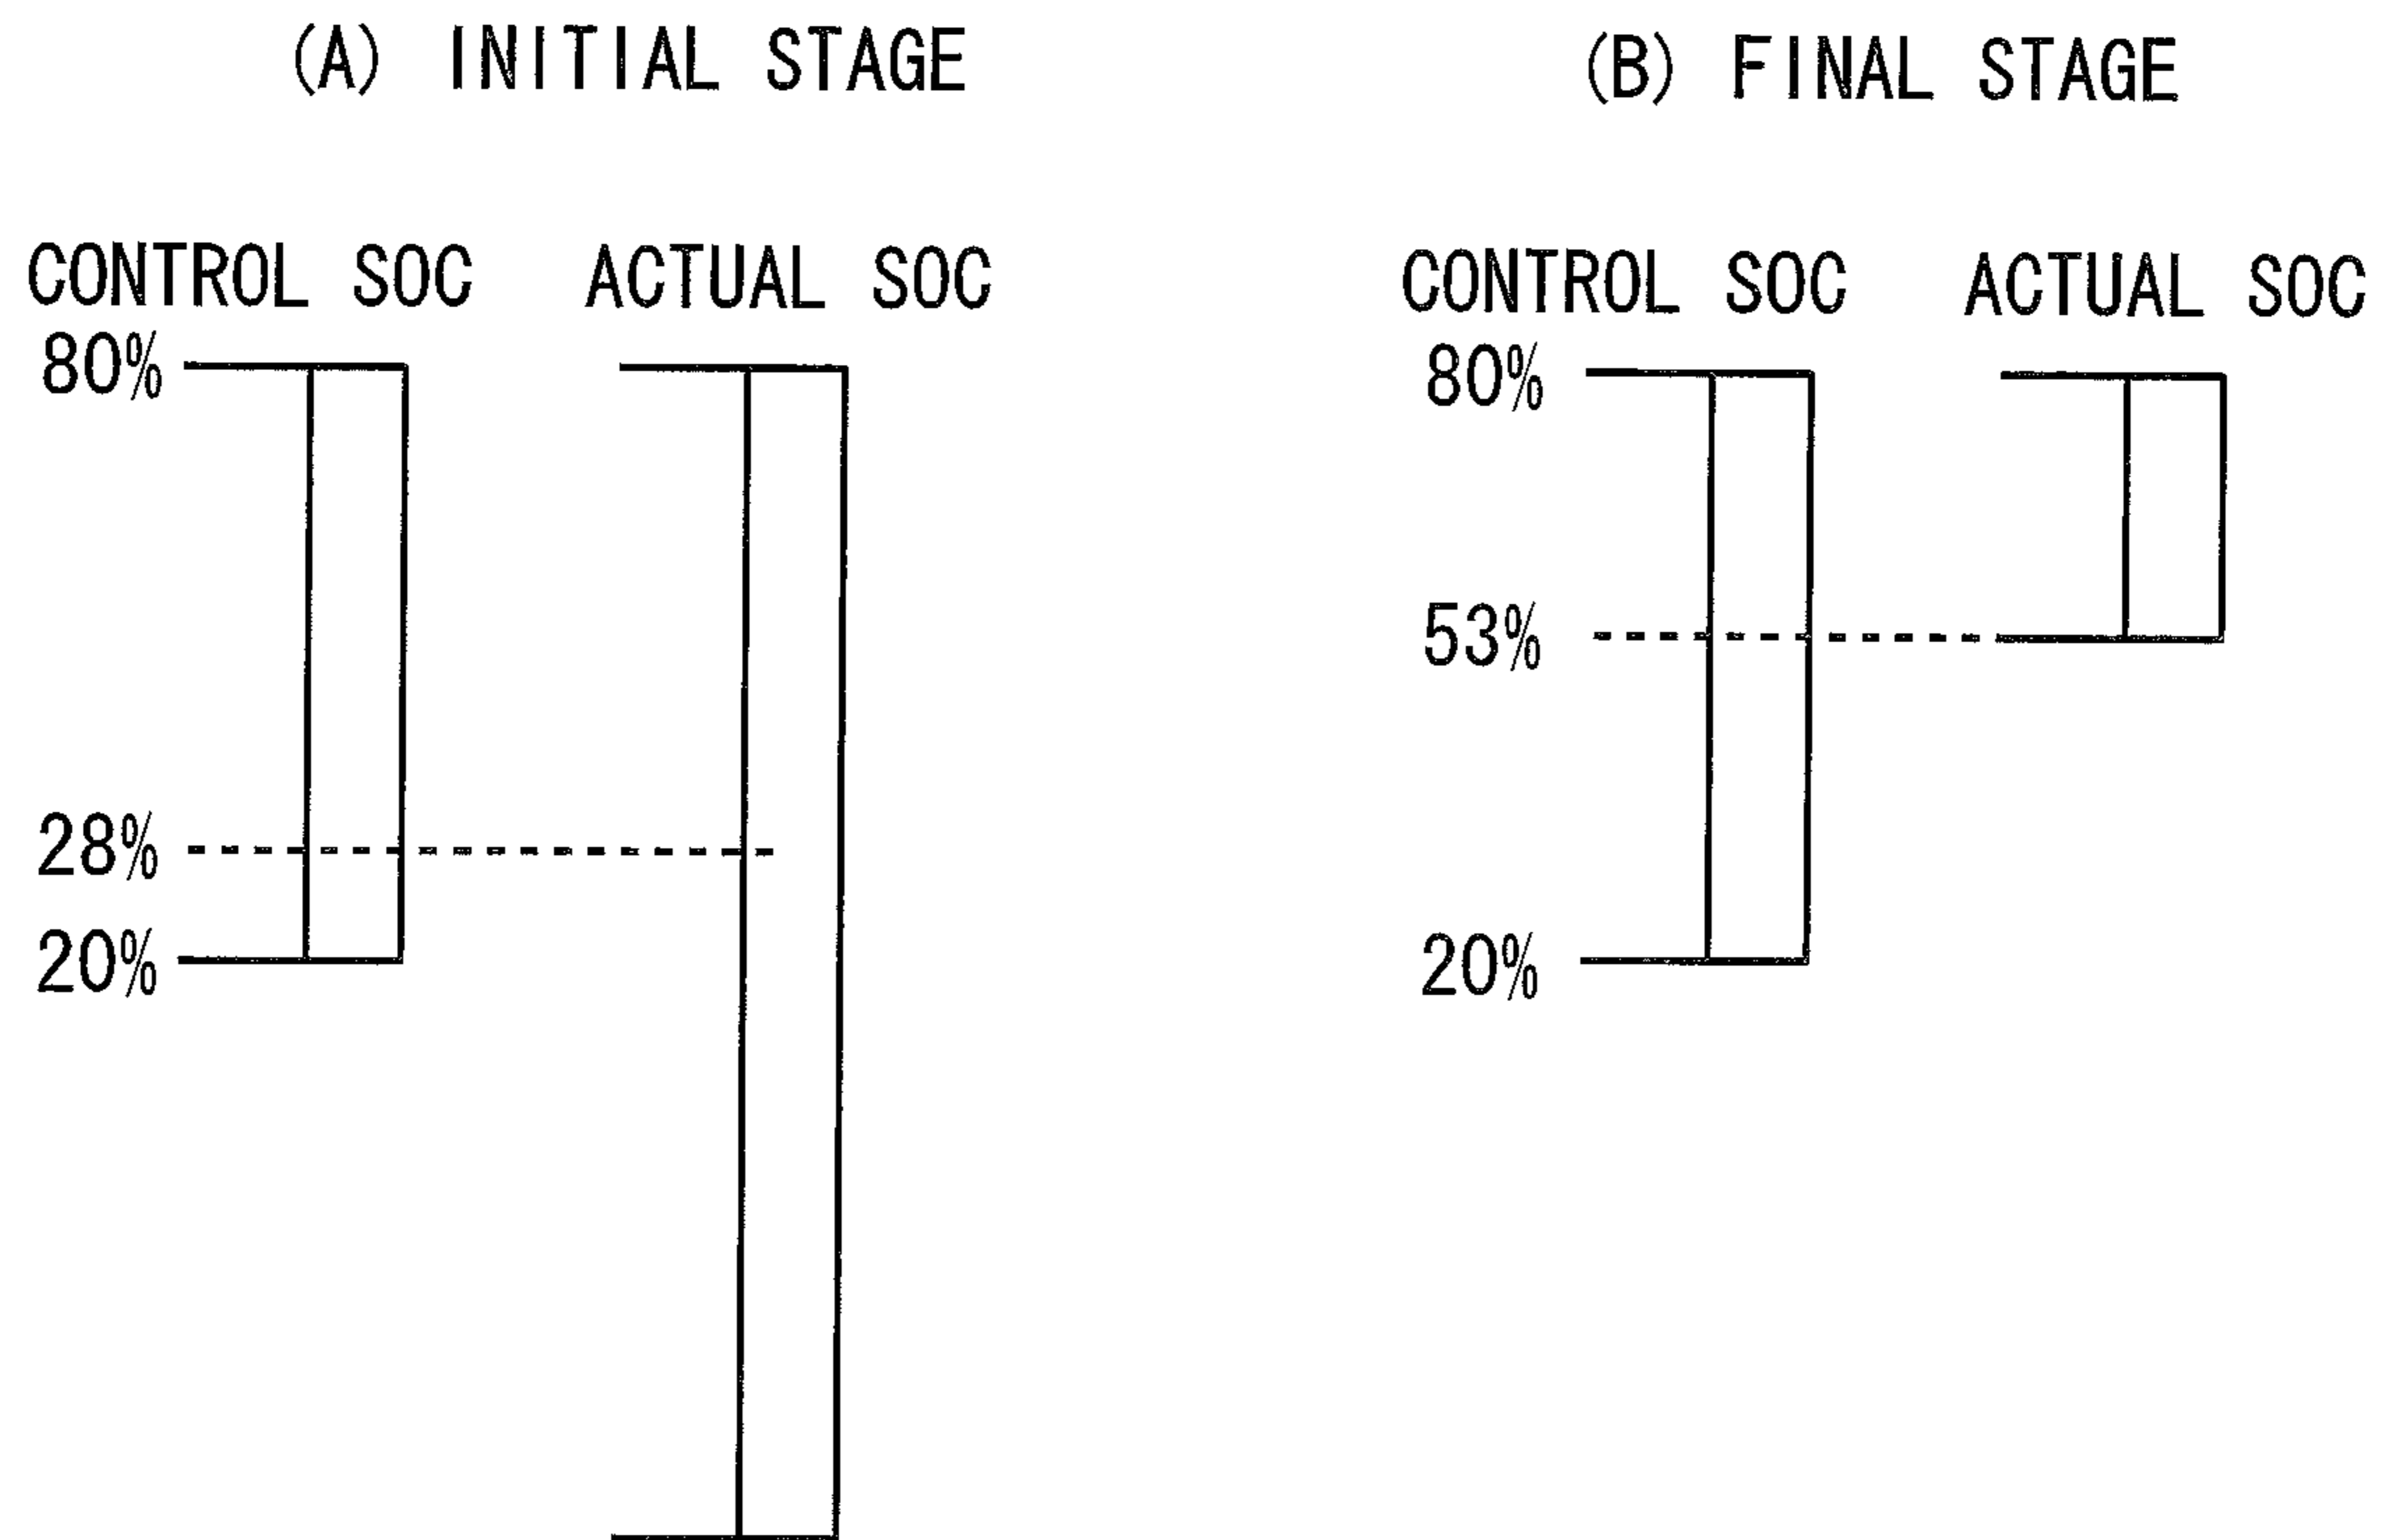 (A) INITIAL STAGE
CONTROL SOC ACTUAL SOC
80%
28%
20%
(B) FINAL STAGE
CONTROL SOC ACTUAL SOC
80%
53%
20%